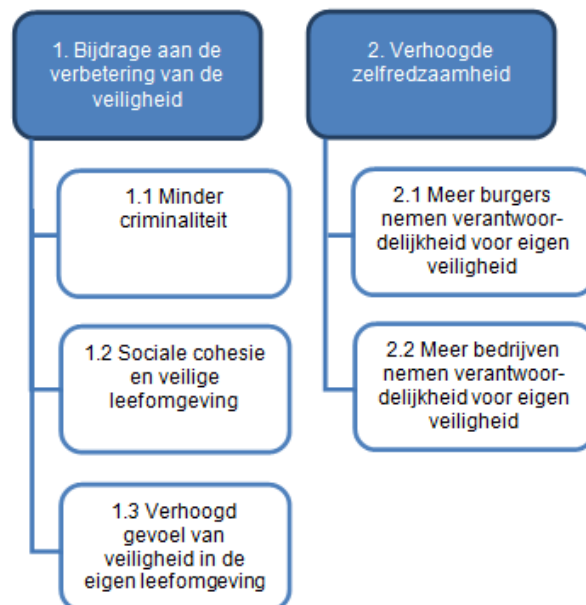 1. Bijdrage aan de
verbetering van de
veiligheid
1.1 Minder
criminaliteit
1.2 Sociale cohesie
en veilige
leefomgeving
1.3 Verhoogd
gevoel van
veiligheid in de
eigen leefomgeving
2. Verhoogde
zelfredzaamheid
2.1 Meer burgers
nemen verantwoor-
delijkheid voor eigen
veiligheid
2.2 Meer bedrijven
nemen verantwoor-
delijkheid voor eigen
veiligheid